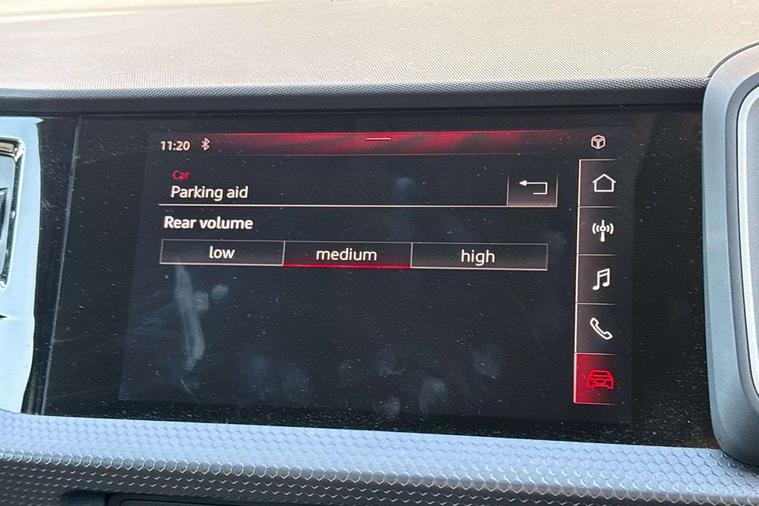 11:20
Car
Parking aid
Rear volume
low medium high